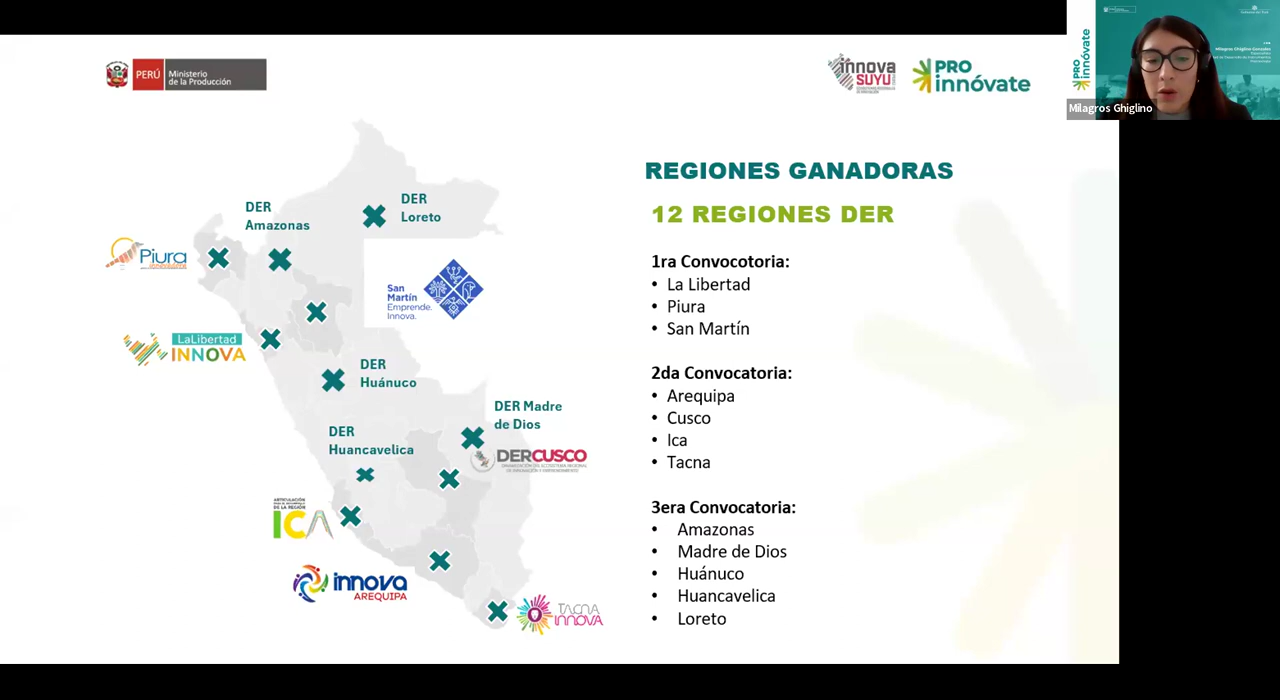 PERÚ
Ministerio
de la Producción
innova
SUYU
PRO
innóvate
PRO
innóvate
Milagros Ghiglino
REGIONES GANADORAS
12 REGIONES DER
1ra Convocotoria:
• La Libertad
• Piura
• San Martín
2da Convocatoria:
• Arequipa
• Cusco
• Ica
• Tacna
3era Convocatoria:
• Amazonas
• Madre de Dios
• Huánuco
• Huancavelica
• Loreto
DER
Loreto
DER
Amazonas
Piura
innovadora
San
Martín
Emprende.
Innova.
LaLibertad
INNOVA
DER
Huánuco
DER Madre
de Dios
DER
Huancavelica
DERCUSCO
ICA
innova
AREQUIPA
TACNA
INNOVA